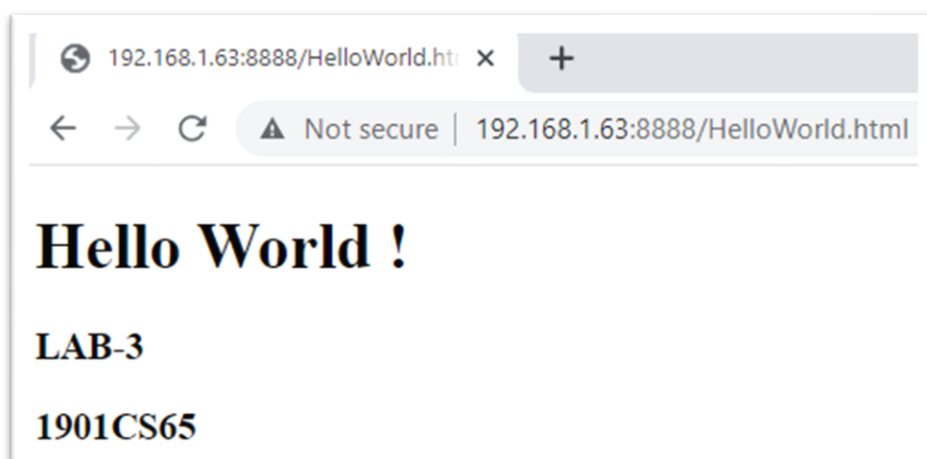 192.168.1.63:8888/HelloWorld.ht
Not secure | 192.168.1.63:8888/HelloWorld.html
Hello World !
LAB-3
1901CS65